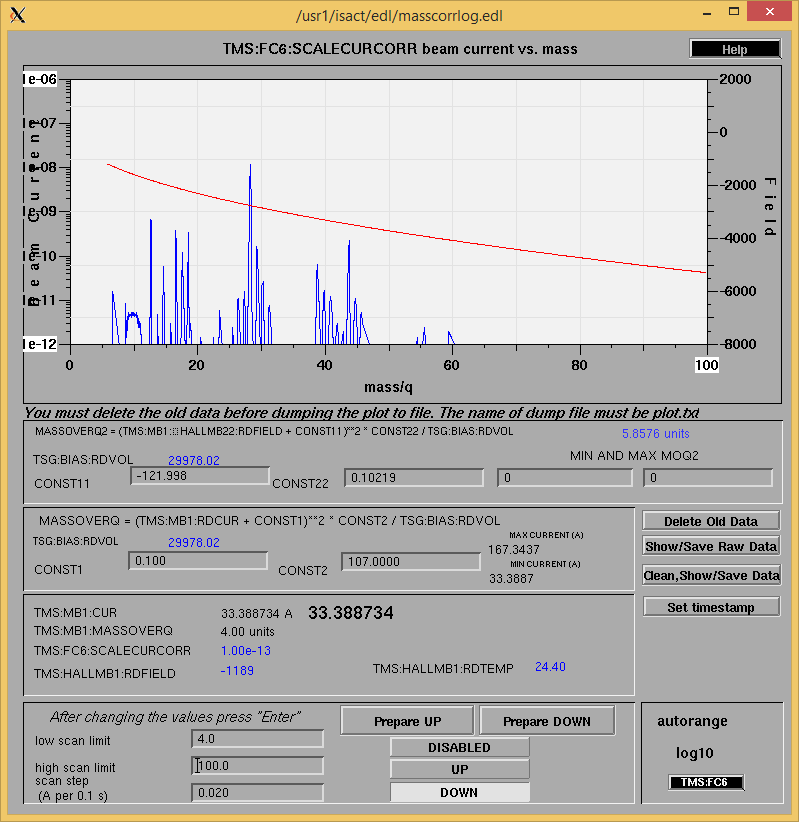 /usr1/isact/edl/masscorrlog.edl
TMS:FC6:SCALECURCORR beam current vs. mass
Help
1e-06
1e-07
1e-08
1e-09
1e-10
1e-11
1e-12
Beam Current
2000
0
-2000
-4000
-6000
-8000
Field
0 20 40 60 80 100
mass/q
You must delete the old data before dumping the plot to file. The name of dump file must be plot.txt
MASSOVERQ2 = (TMS:MB1: HALLMB22:RDFIELD + CONST11)**2 * CONST22 / TSG:BIAS:RDVOL
5.8576 units
TSG:BIAS:RDVOL 29978.02 MIN AND MAX MOQ2
CONST11 -121.998 CONST22 0.10219 0 0
MASSOVERQ = (TMS:MB1:RDCUR + CONST1)**2 * CONST2 / TSG:BIAS:RDVOL
TSG:BIAS:RDVOL 29978.02
MAX CURRENT (A)
167.3437
CONST1 0.100 CONST2 107.0000
MIN CURRENT (A)
33.3887
Delete Old Data
Show/Save Raw Data
Clean,Show/Save Data
Set timestamp
TMS:MB1:CUR 33.388734 A 33.388734
TMS:MB1:MASSOVERQ 4.00 units
TMS:FC6:SCALECURCORR 1.00e-13
TMS:HALLMB1:RDFIELD -1189 TMS:HALLMB1:RDTEMP 24.40
After changing the values press "Enter"
low scan limit 4.0
high scan limit 100.0
scan step
(A per 0.1 s) 0.020
Prepare UP Prepare DOWN
DISABLED
UP
DOWN
autorange
log10
TMS:FC6